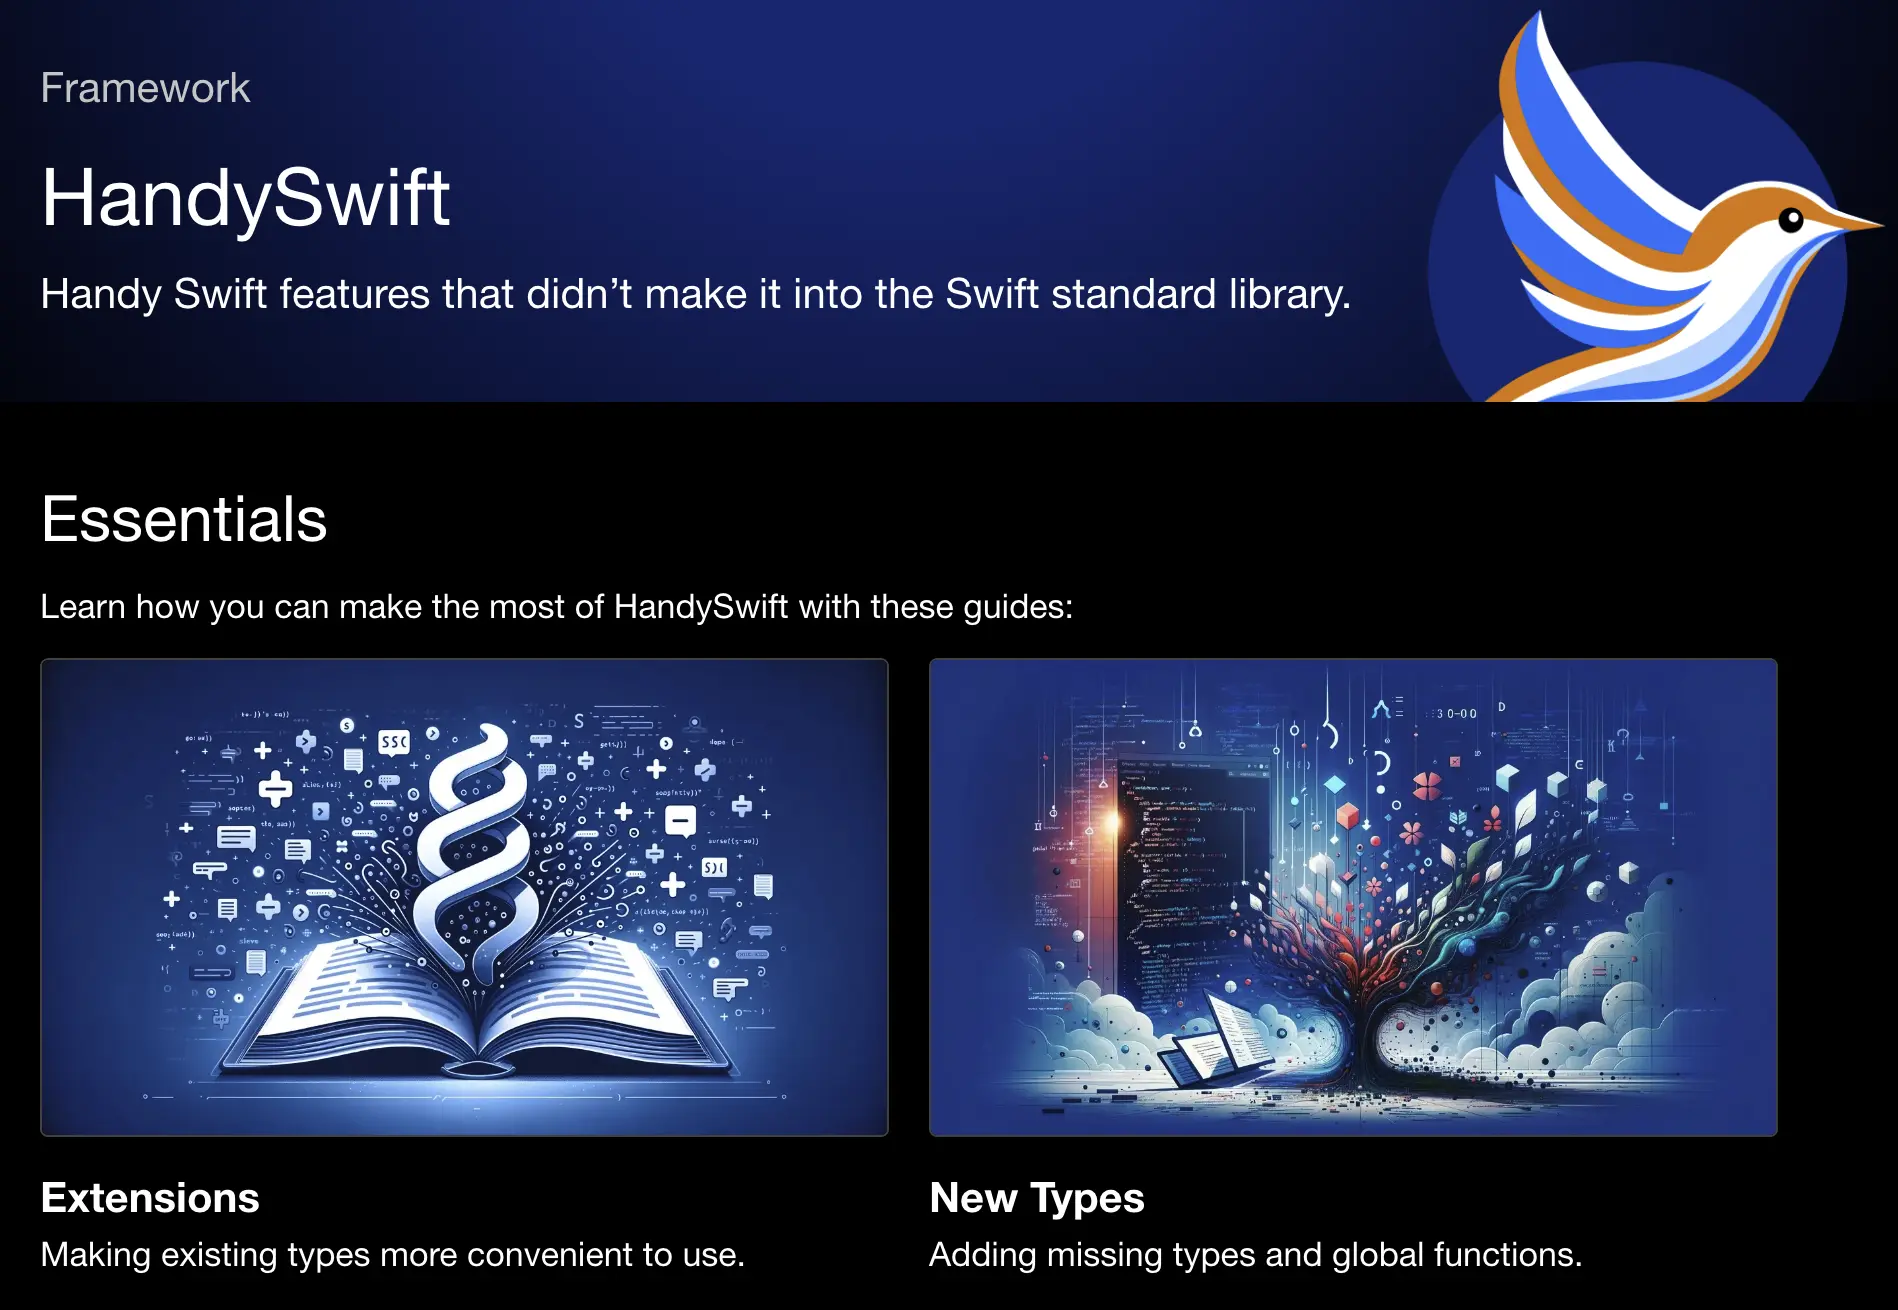 Framework
HandySwift
Handy Swift features that didn’t make it into the Swift standard library.
Essentials
Learn how you can make the most of HandySwift with these guides:
Extensions
Making existing types more convenient to use.
New Types
Adding missing types and global functions.